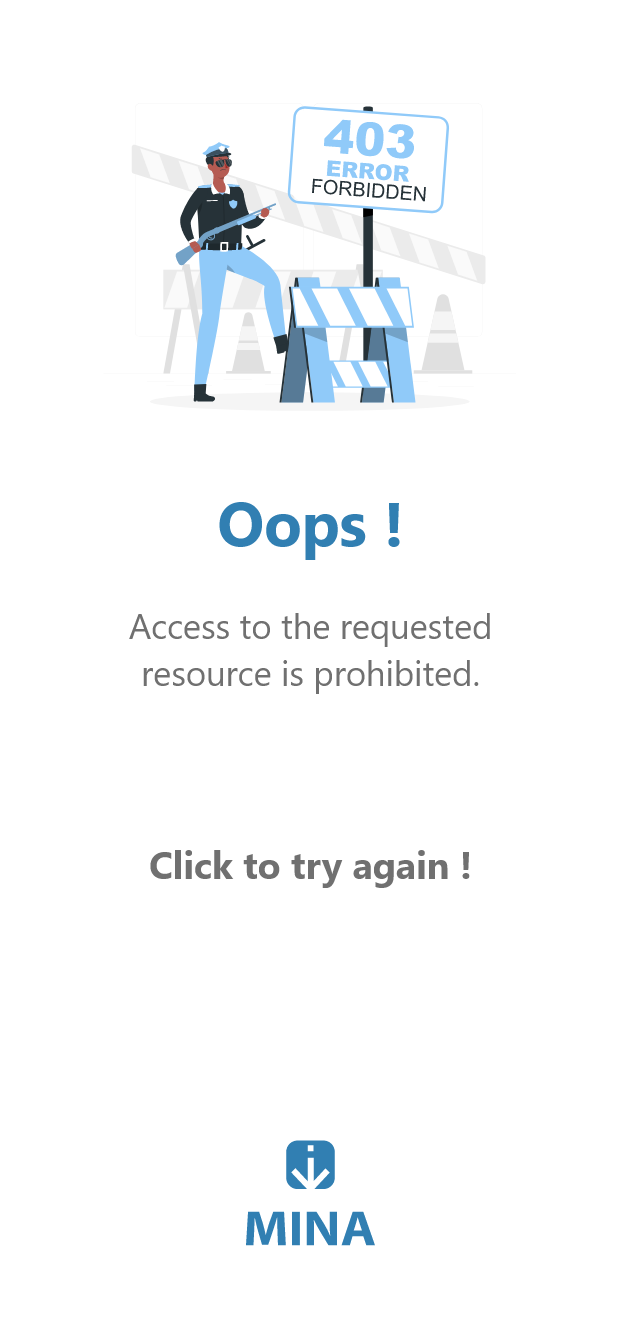 403
ERROR
FORBIDDEN
Oops !
Access to the requested
resource is prohibited.
Click to try again !
MINA